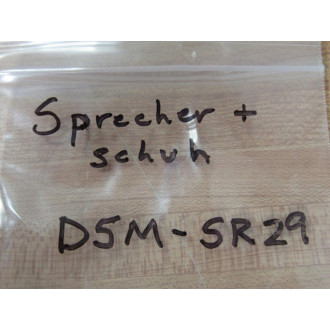 Sprecher +
schuh
D5M-SR29